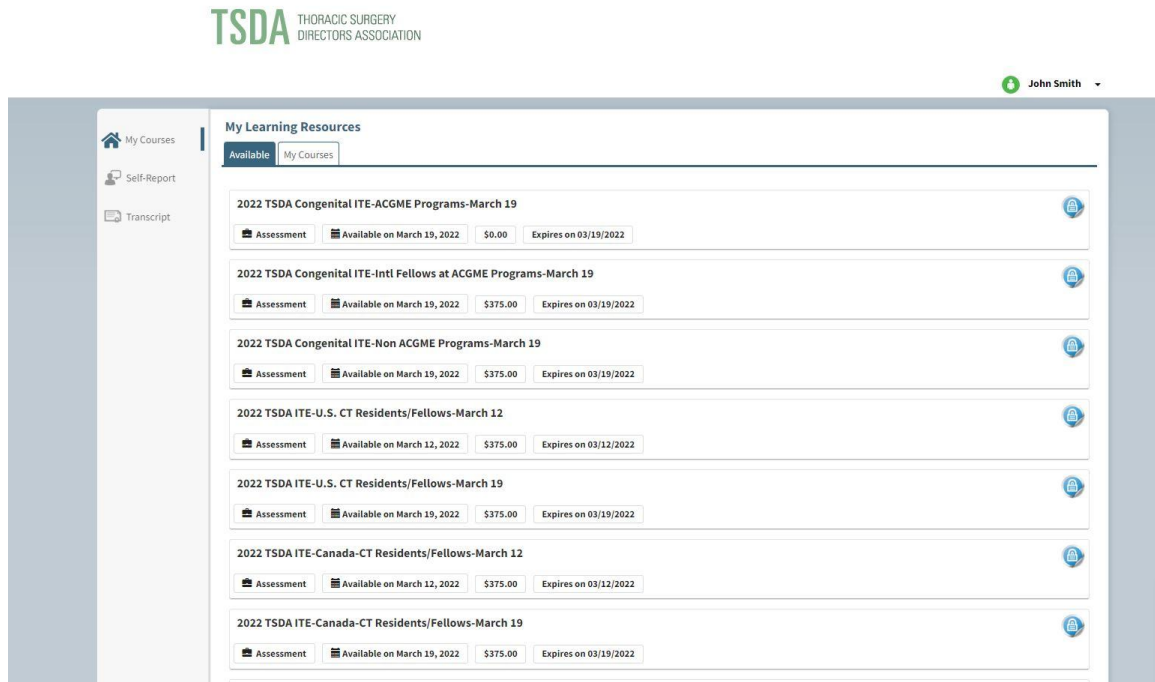 TSDA THORACIC SURGERY
DIRECTORS ASSOCIATION
John Smith
My Courses
Self-Report
Transcript
My Learning Resources
Available My Courses
2022 TSDA Congenital ITE-ACGME Programs-March 19
Assessment Available on March 19, 2022 $0.00 Expires on 03/19/2022
2022 TSDA Congenital ITE-Intl Fellows at ACGME Programs-March 19
Assessment Available on March 19, 2022 $375.00 Expires on 03/19/2022
2022 TSDA Congenital ITE-Non ACGME Programs-March 19
Assessment Available on March 19, 2022 $375.00 Expires on 03/19/2022
2022 TSDA ITE-U.S. CT Residents/Fellows-March 12
Assessment Available on March 12, 2022 $375.00 Expires on 03/12/2022
2022 TSDA ITE-U.S. CT Residents/Fellows-March 19
Assessment Available on March 19, 2022 $375.00 Expires on 03/19/2022
2022 TSDA ITE-Canada-CT Residents/Fellows-March 12
Assessment Available on March 12, 2022 $375.00 Expires on 03/12/2022
2022 TSDA ITE-Canada-CT Residents/Fellows-March 19
Assessment Available on March 19, 2022 $375.00 Expires on 03/19/2022